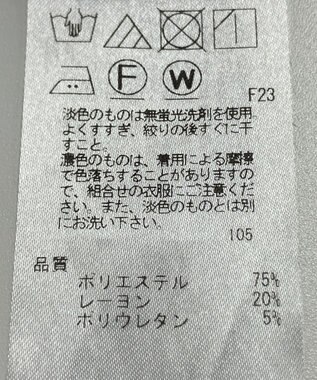 F W
F23
淡色のものは無蛍光洗剤を使用
よくすすぎ、絞りの後すぐに干
すこと。
濃色のものは、着用による摩擦
で色落ちすることがありますの
で、組合せの衣服にご注意くださ
い。また、淡色のものとは別
にお洗い下さい。
105
品質
ポリエステル 75%
レーヨン 20%
ポリウレタン 5%